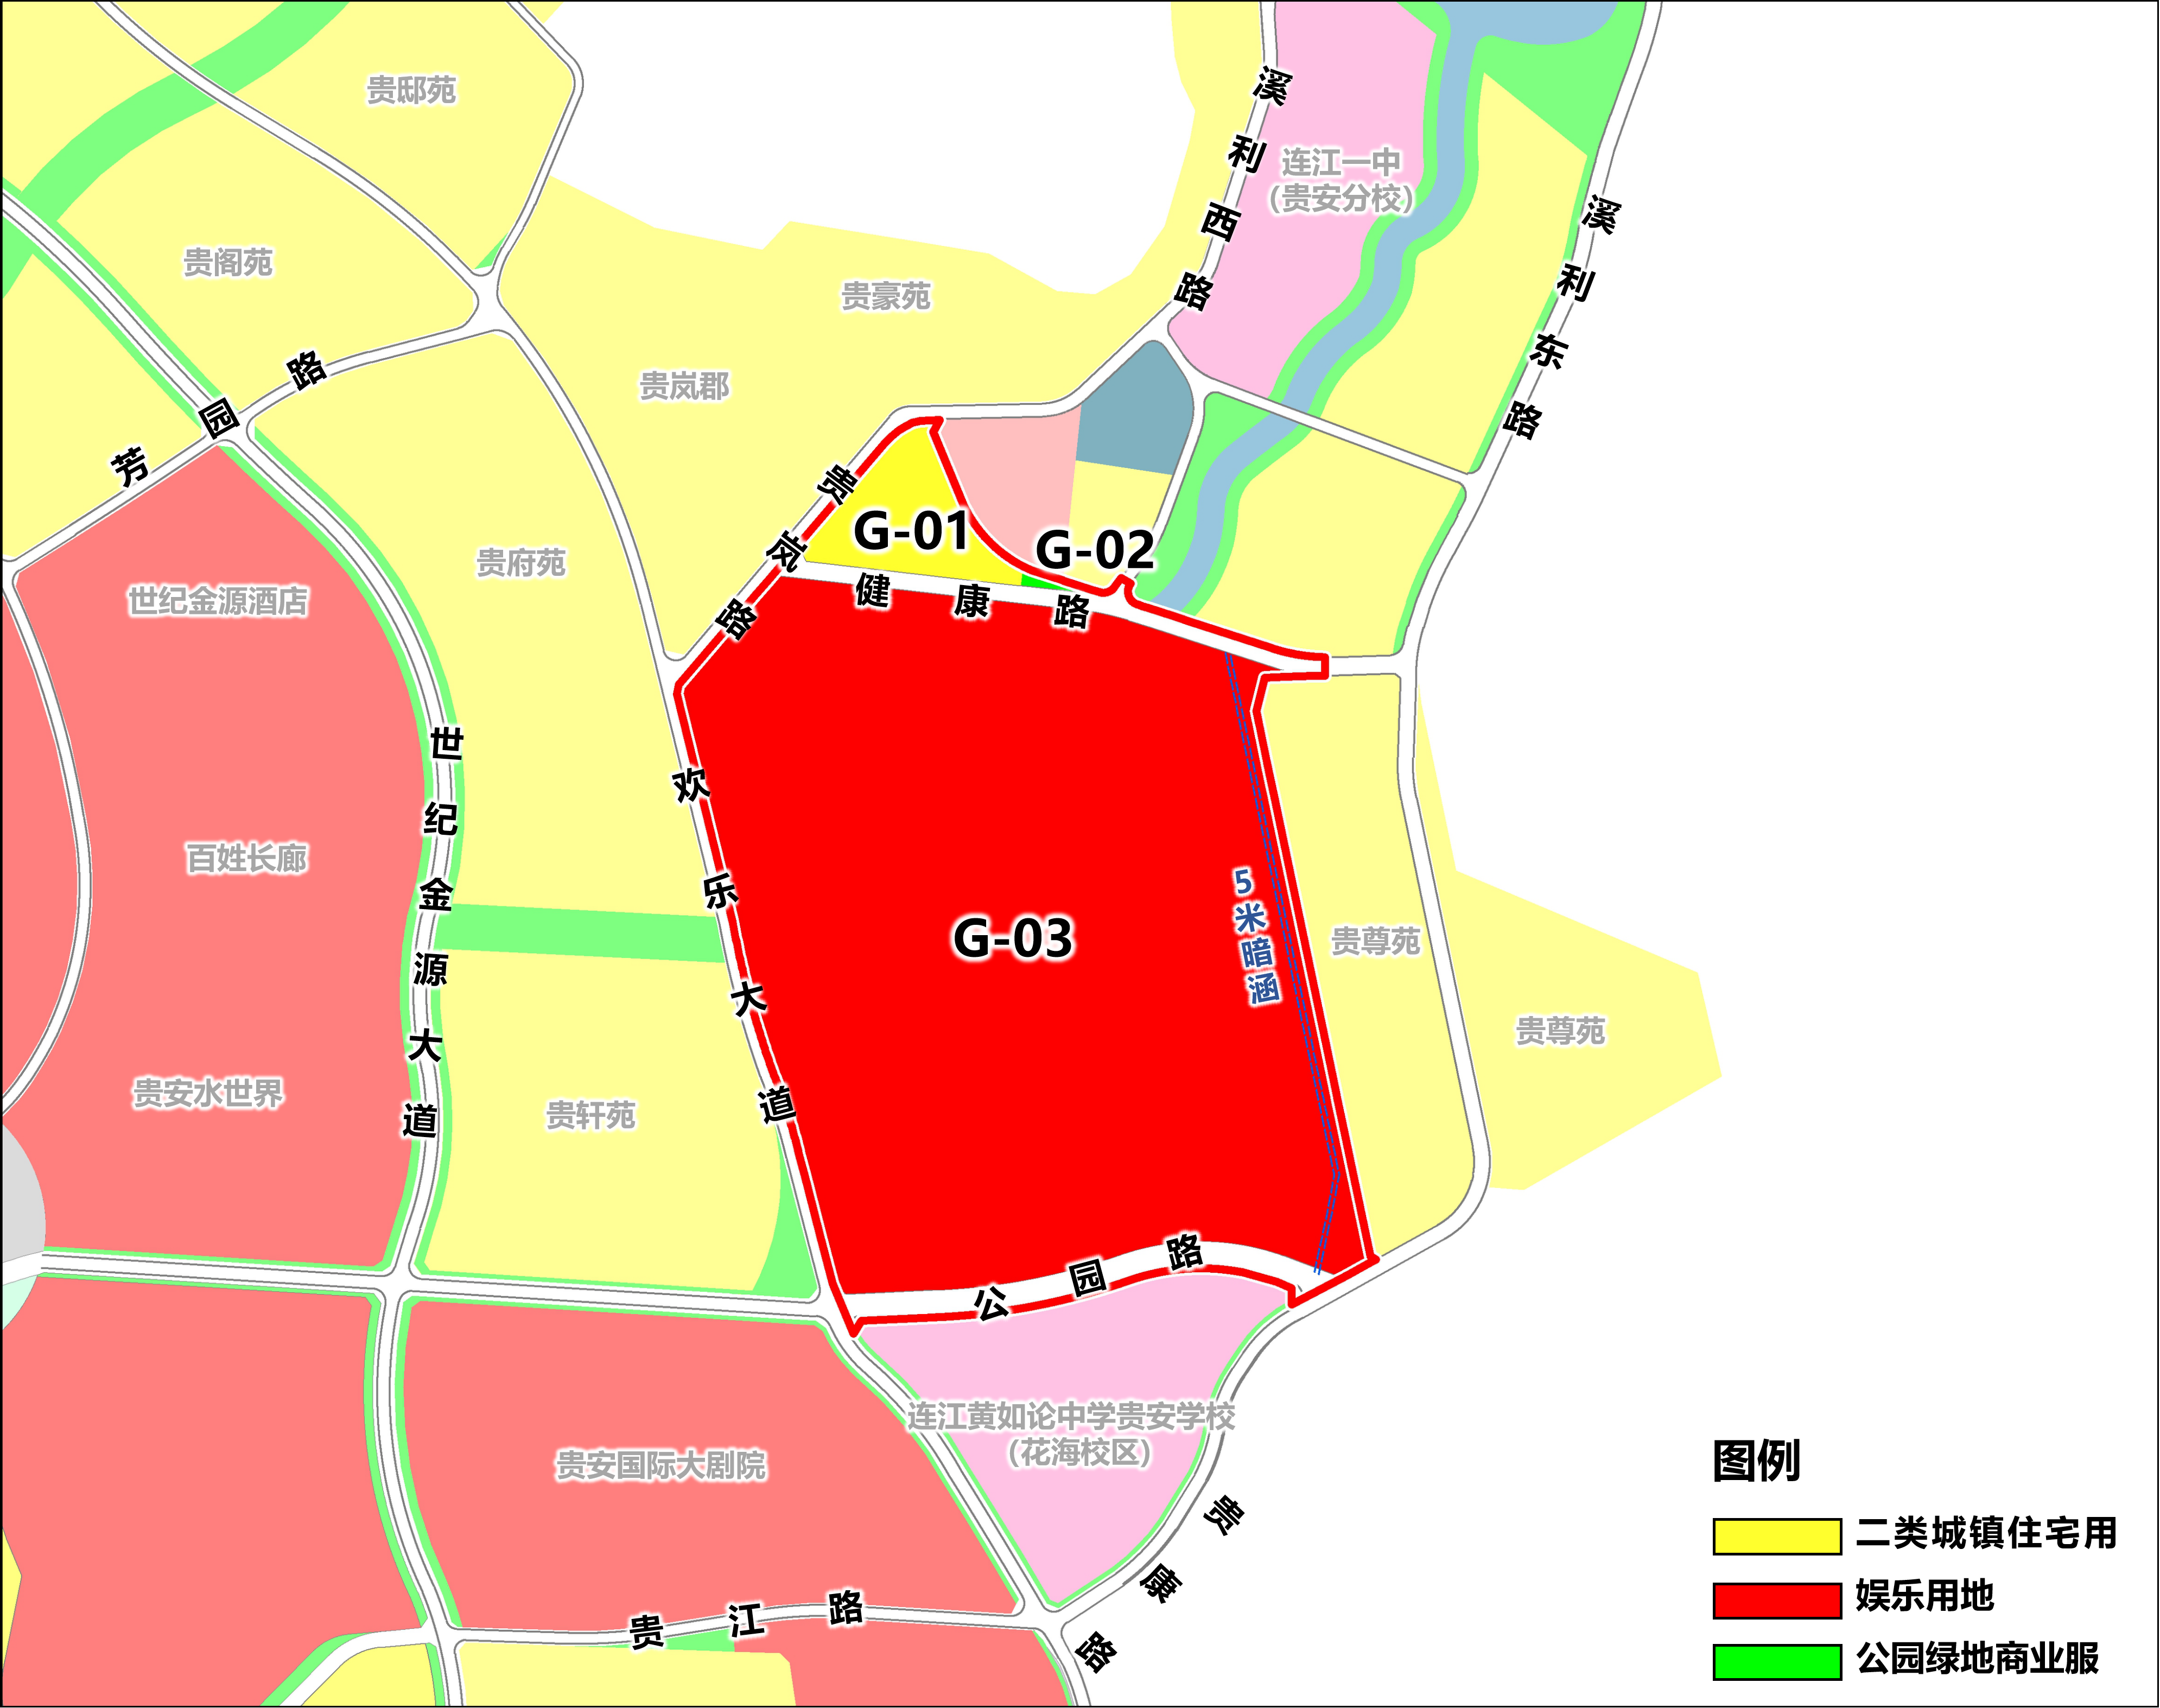 贵邸苑
溪利西路
连江一中
（贵安分校）
溪利东路
贵阁苑
贵豪苑
芳园路
贵岚郡
贵岚路
G-01
G-02
贵府苑
健康路
世纪金源酒店
世纪金源大道
欢乐大道
百姓长廊
5米暗涵
G-03
贵尊苑
贵尊苑
贵安水世界
贵轩苑
公园路
连江黄如论中学贵安学校
（花海校区）
贵安国际大剧院
贵康路
贵江路
图例
二类城镇住宅用
娱乐用地
公园绿地商业服